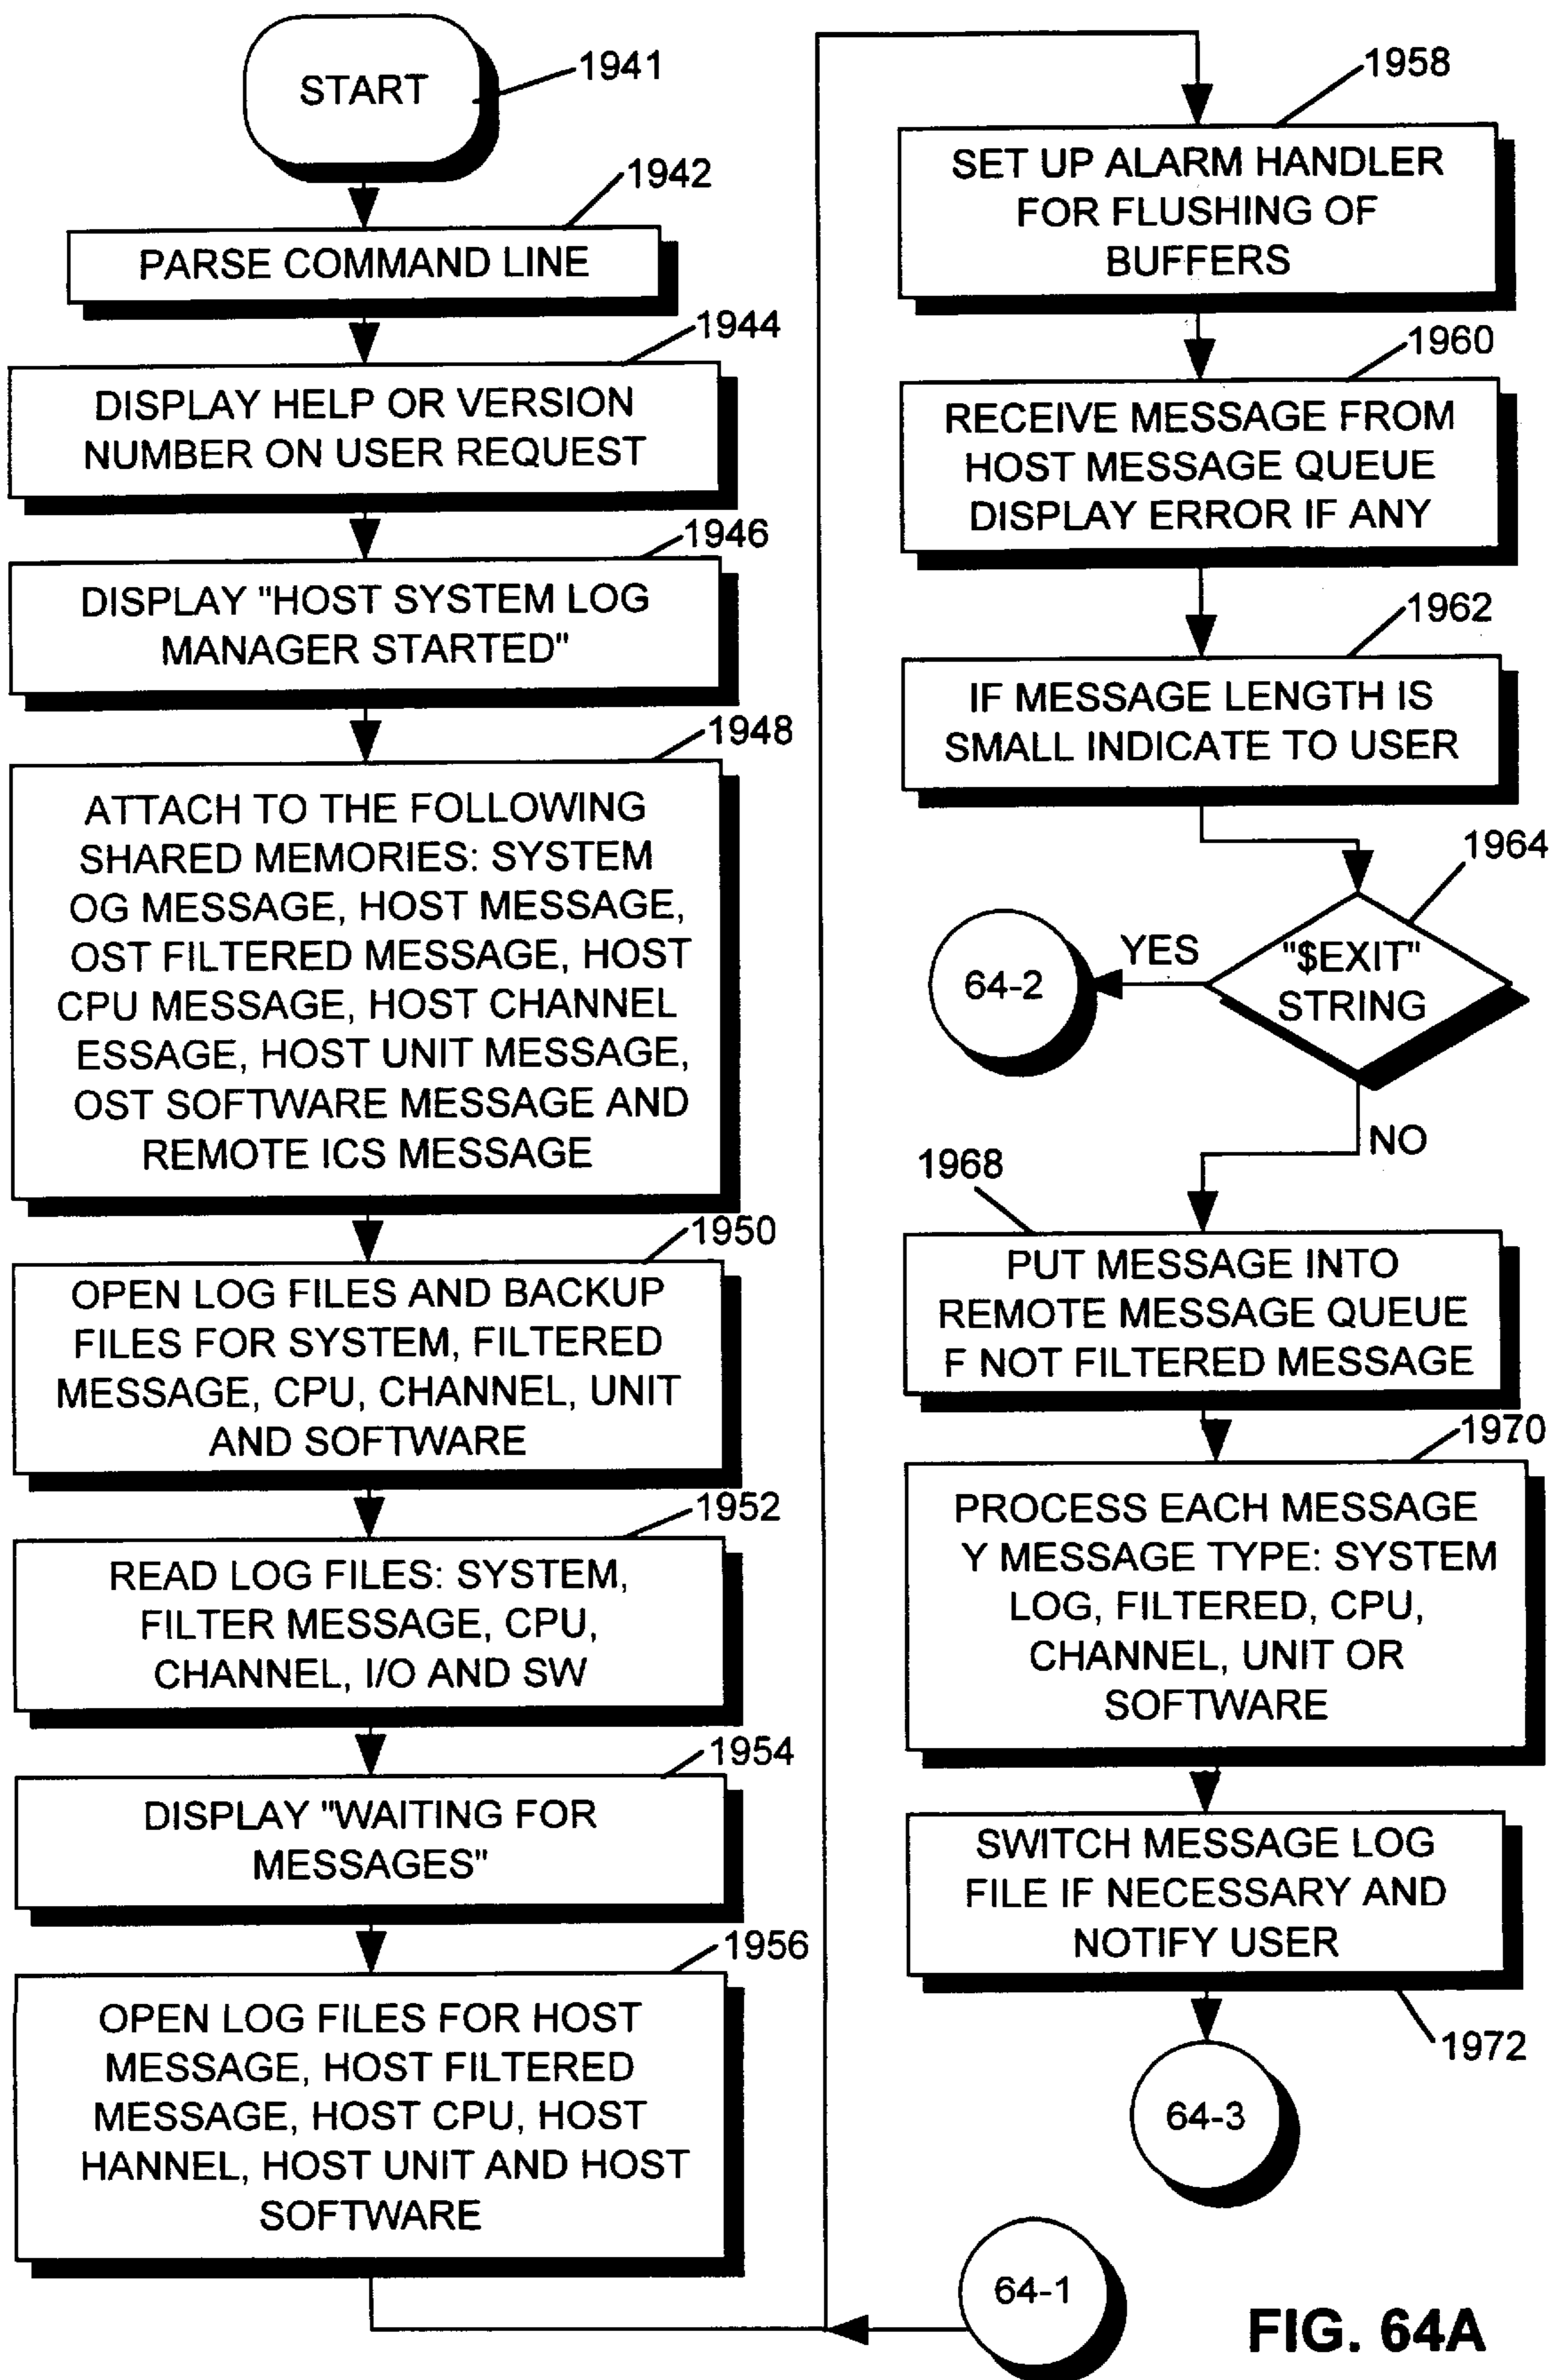 START
1941
1942
PARSE COMMAND LINE
1944
DISPLAY HELP OR VERSION
NUMBER ON USER REQUEST
1946
DISPLAY "HOST SYSTEM LOG
MANAGER STARTED"
1948
ATTACH TO THE FOLLOWING
SHARED MEMORIES: SYSTEM
OG MESSAGE, HOST MESSAGE,
OST FILTERED MESSAGE, HOST
CPU MESSAGE, HOST CHANNEL
ESSAGE, HOST UNIT MESSAGE,
OST SOFTWARE MESSAGE AND
REMOTE ICS MESSAGE
1950
OPEN LOG FILES AND BACKUP
FILES FOR SYSTEM, FILTERED
MESSAGE, CPU, CHANNEL, UNIT
AND SOFTWARE
1952
READ LOG FILES: SYSTEM,
FILTER MESSAGE, CPU,
CHANNEL, I/O AND SW
1954
DISPLAY "WAITING FOR
MESSAGES"
1956
OPEN LOG FILES FOR HOST
MESSAGE, HOST FILTERED
MESSAGE, HOST CPU, HOST
HANNEL, HOST UNIT AND HOST
SOFTWARE
1958
SET UP ALARM HANDLER
FOR FLUSHING OF
BUFFERS
1960
RECEIVE MESSAGE FROM
HOST MESSAGE QUEUE
DISPLAY ERROR IF ANY
1962
IF MESSAGE LENGTH IS
SMALL INDICATE TO USER
1964
"$EXIT"
STRING
YES
64-2
NO
1968
PUT MESSAGE INTO
REMOTE MESSAGE QUEUE
F NOT FILTERED MESSAGE
1970
PROCESS EACH MESSAGE
Y MESSAGE TYPE: SYSTEM
LOG, FILTERED, CPU,
CHANNEL, UNIT OR
SOFTWARE
SWITCH MESSAGE LOG
FILE IF NECESSARY AND
NOTIFY USER
1972
64-3
64-1
FIG. 64A